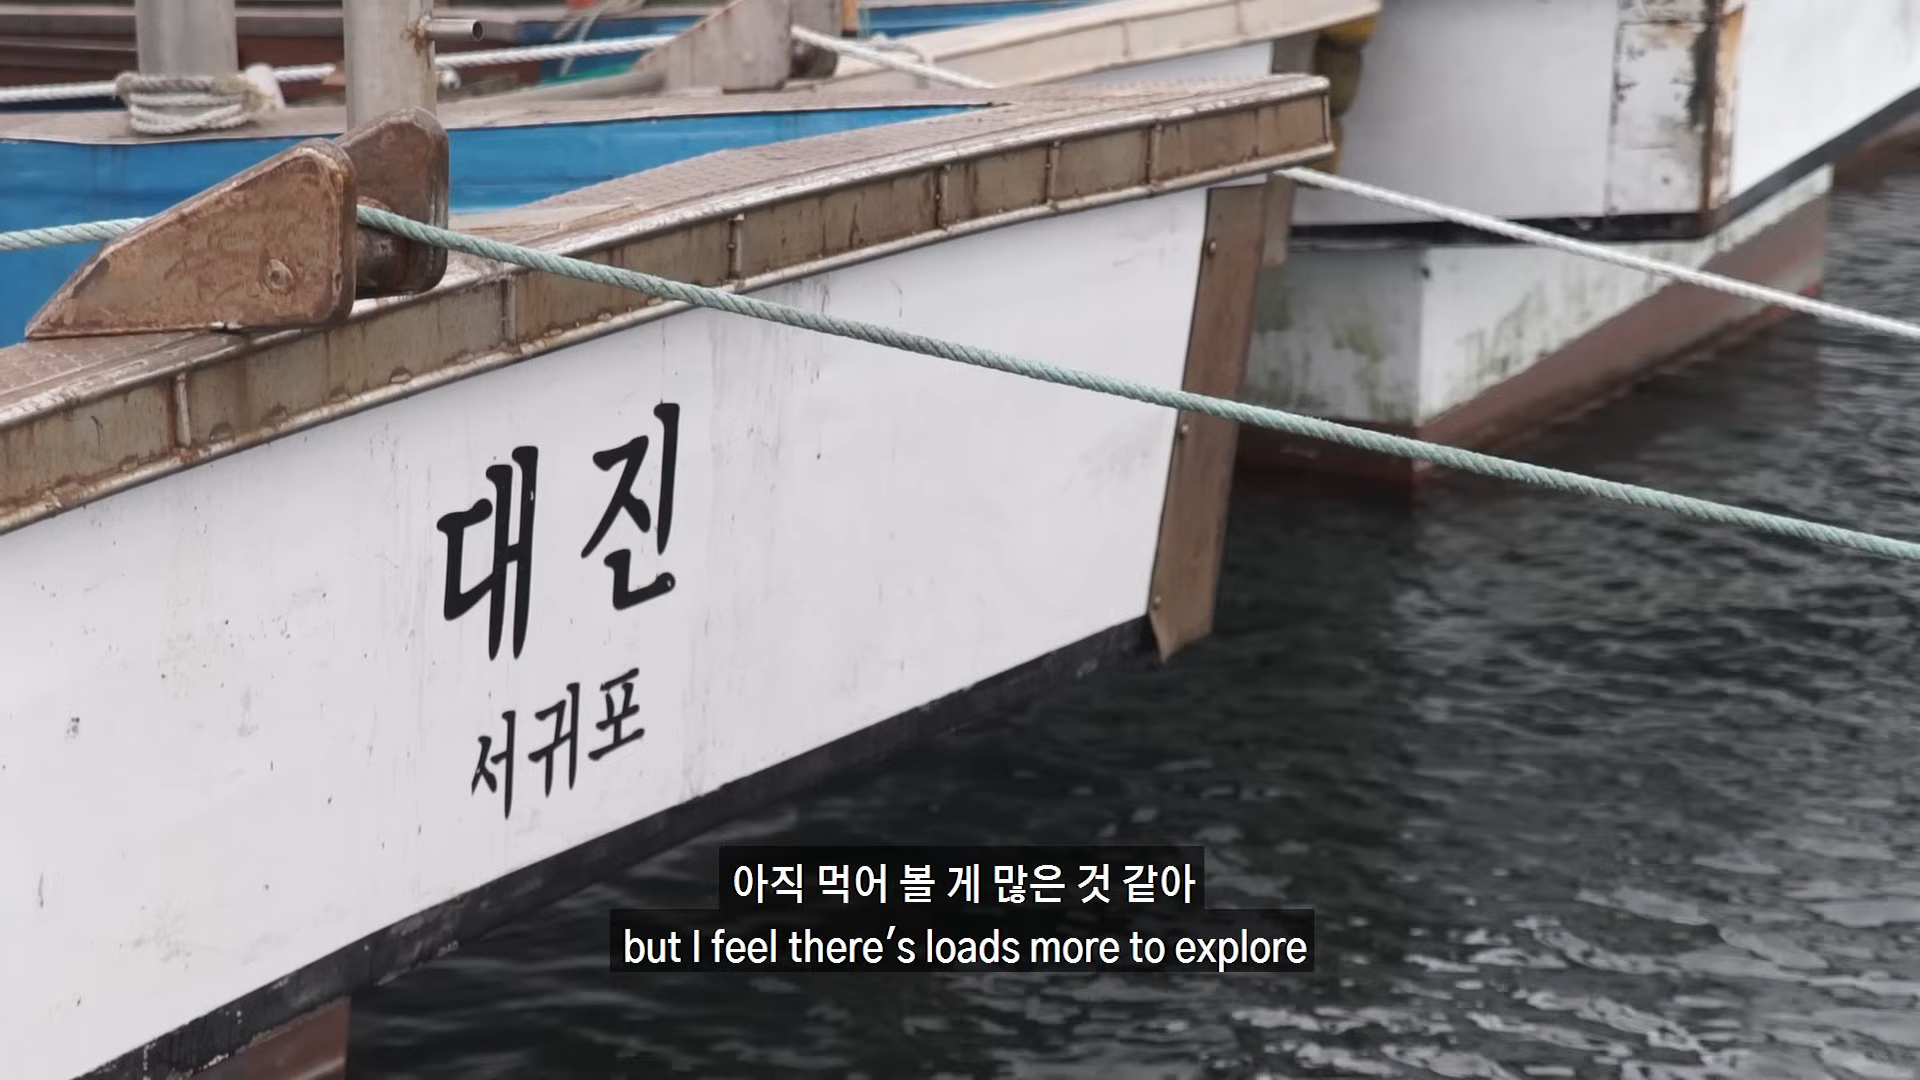 대진
서귀포
아직 먹어 볼 게 많은 것 같아
but I feel there's loads more to explore